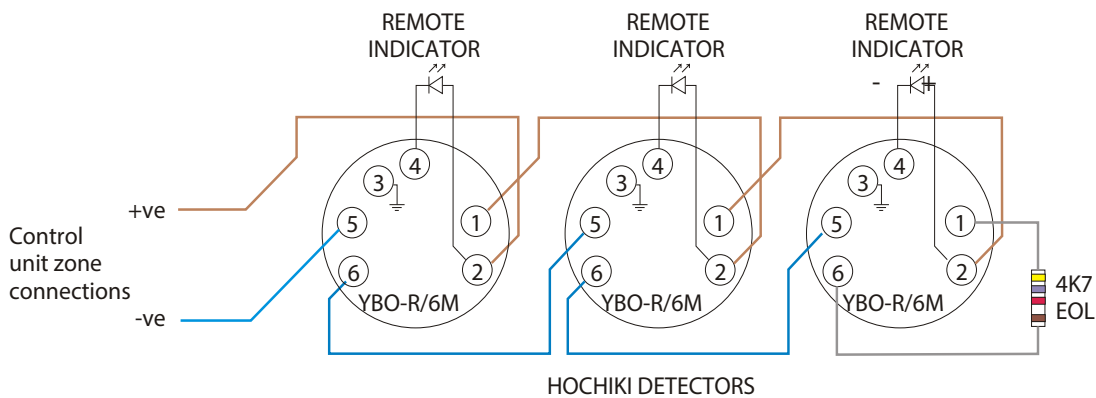 REMOTE
INDICATOR
REMOTE
INDICATOR
REMOTE
INDICATOR
- +
4
3
5
1
6
2
YBO-R/6M
4
3
5
1
6
2
YBO-R/6M
4
3
5
1
6
2
YBO-R/6M
+ve
Control
unit zone
connections
-ve
4K7
EOL
HOCHIKI DETECTORS